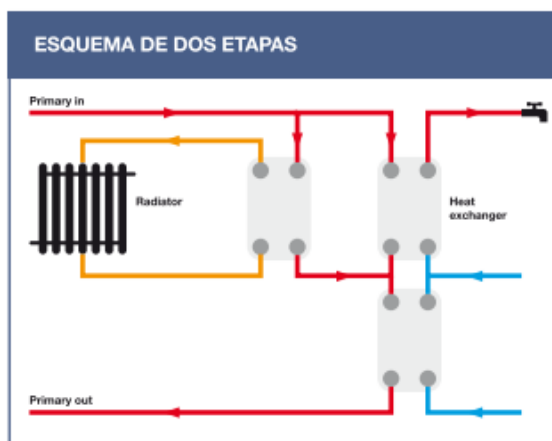 ESQUEMA DE DOS ETAPAS
Primary in
Radiator
Heat
exchanger
Primary out